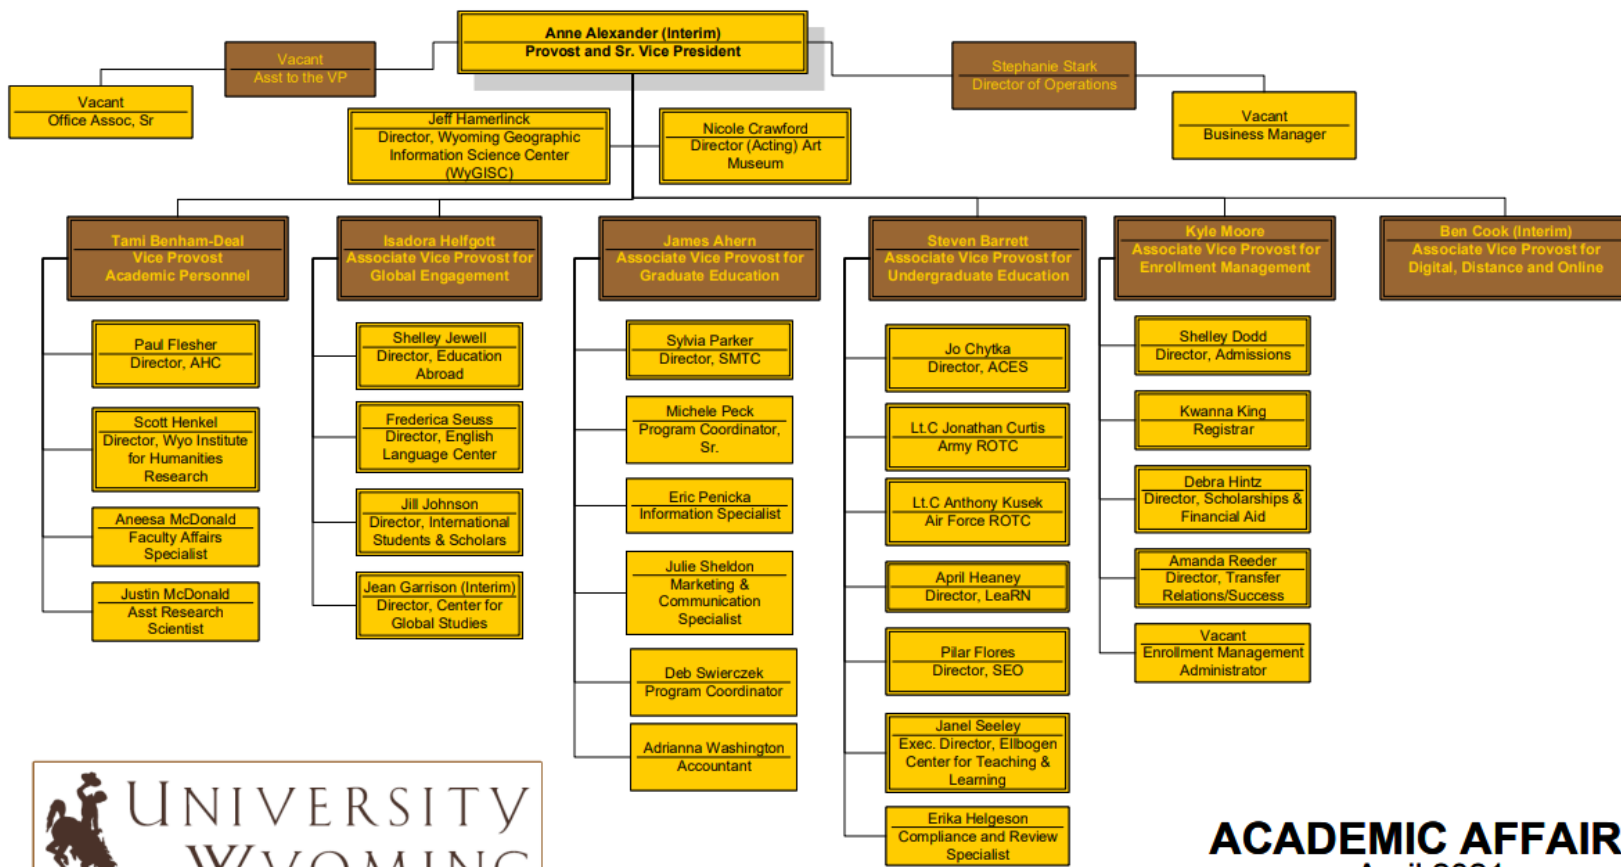 Anne Alexander (Interim)
Provost and Sr. Vice President
Vacant
Asst to the VP
Vacant
Office Assoc, Sr
Stephanie Stark
Director of Operations
Vacant
Business Manager
Jeff Hamerlinck
Director, Wyoming Geographic
Information Science Center
(WyGISC)
Nicole Crawford
Director (Acting) Art
Museum
Tami Benham-Deal
Vice Provost
Academic Personnel
Paul Flesher
Director, AHC
Scott Henkel
Director, Wyo Institute
for Humanities
Research
Aneesa McDonald
Faculty Affairs
Specialist
Justin McDonald
Asst Research
Scientist
Isadora Helfgott
Associate Vice Provost for
Global Engagement
Shelley Jewell
Director, Education
Abroad
Frederica Seuss
Director, English
Language Center
Jill Johnson
Director, International
Students & Scholars
Jean Garrison (Interim)
Director, Center for
Global Studies
James Ahern
Associate Vice Provost for
Graduate Education
Sylvia Parker
Director, SMTC
Michele Peck
Program Coordinator,
Sr.
Eric Penicka
Information Specialist
Julie Sheldon
Marketing &
Communication
Specialist
Deb Swierczek
Program Coordinator
Adrianna Washington
Accountant
Steven Barrett
Associate Vice Provost for
Undergraduate Education
Jo Chytka
Director, ACES
Lt.C Jonathan Curtis
Army ROTC
Lt.C Anthony Kusek
Air Force ROTC
April Heaney
Director, LeaRN
Pilar Flores
Director, SEO
Janel Seeley
Exec. Director, Ellbogen
Center for Teaching &
Learning
Erika Helgeson
Compliance and Review
Specialist
Kyle Moore
Associate Vice Provost for
Enrollment Management
Shelley Dodd
Director, Admissions
Kwanna King
Registrar
Debra Hintz
Director, Scholarships &
Financial Aid
Amanda Reeder
Director, Transfer
Relations/Success
Vacant
Enrollment Management
Administrator
Ben Cook (Interim)
Associate Vice Provost for
Digital, Distance and Online
UNIVERSITY
WYOMING
ACADEMIC AFFAIR